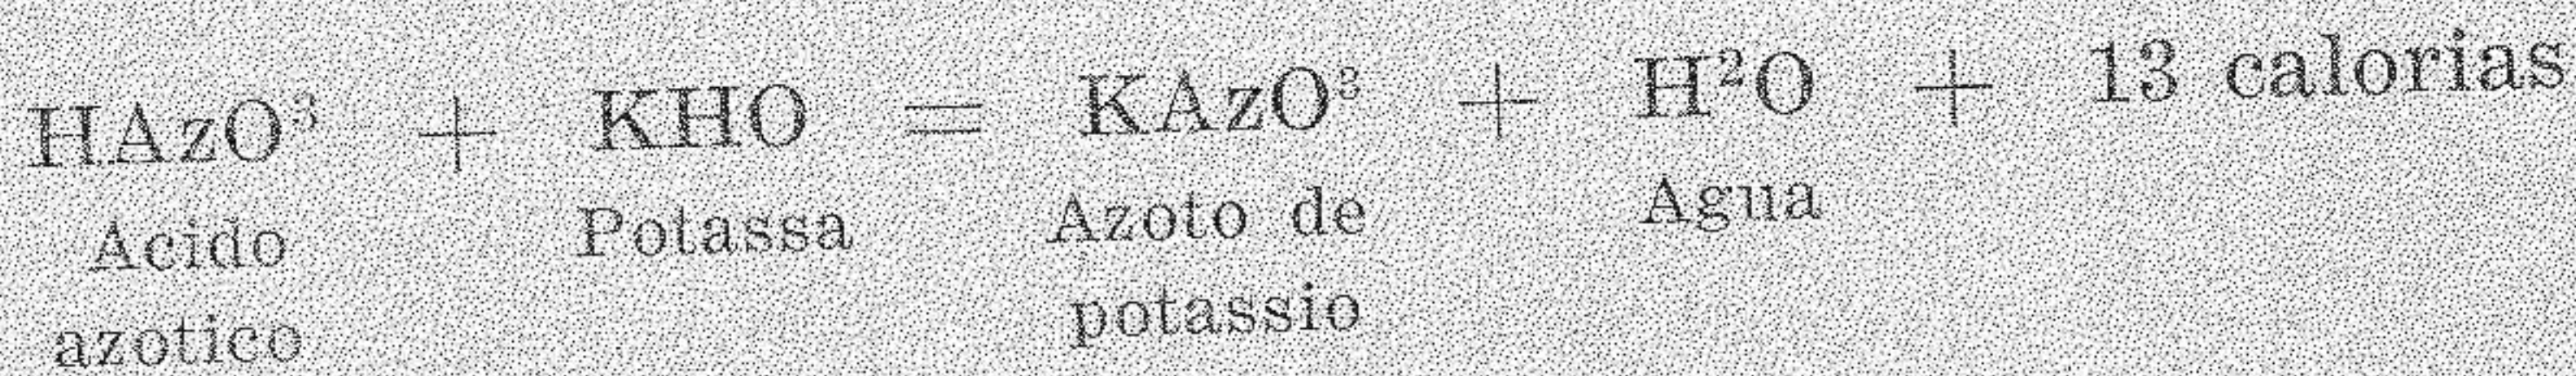 HAzO³ + KHO = KAzO³ + H²O + 13 calorias
Acido Potassa Azoto de Agua
azotico potassio